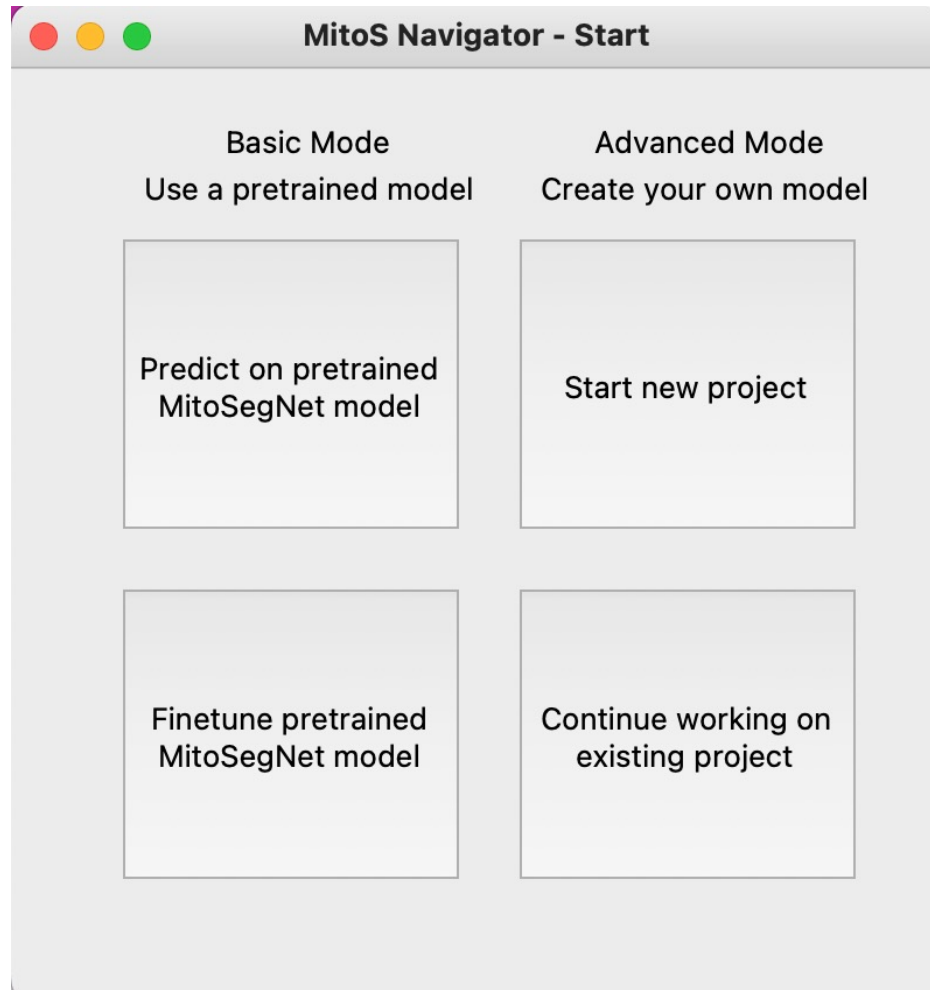 MitoS Navigator - Start
Basic Mode
Use a pretrained model
Advanced Mode
Create your own model
Predict on pretrained
MitoSegNet model
Start new project
Finetune pretrained
MitoSegNet model
Continue working on
existing project